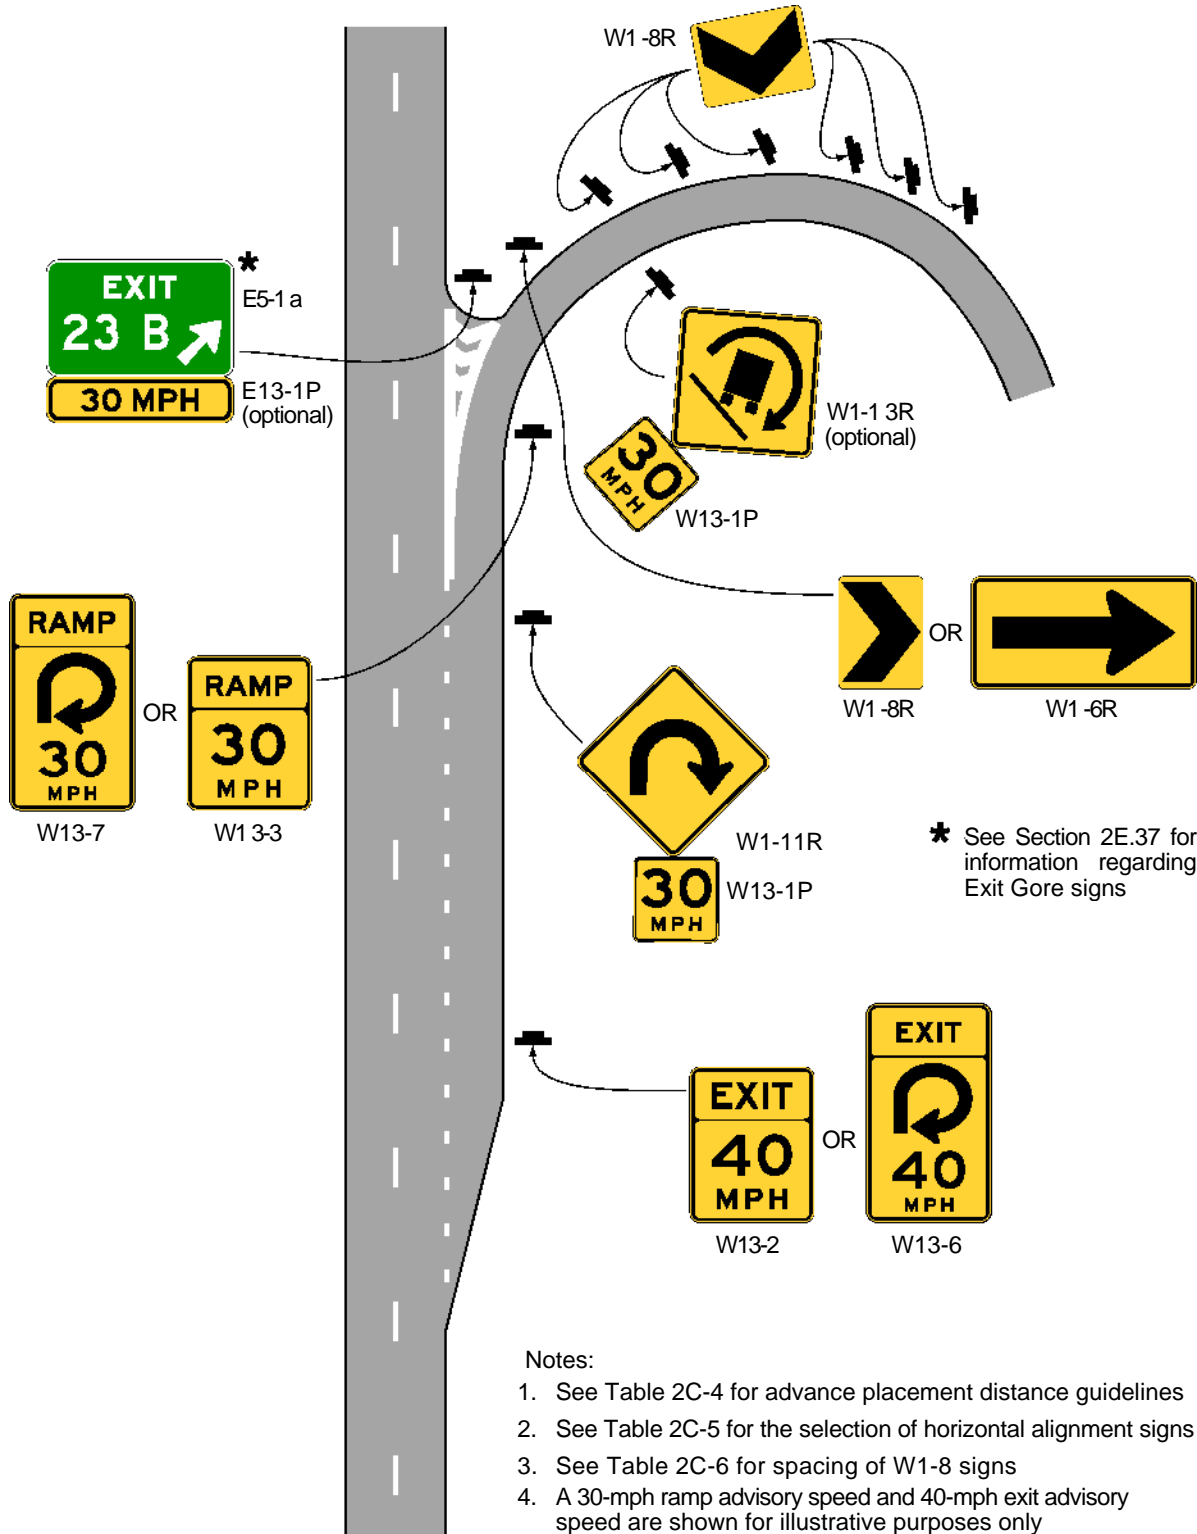 W1-8R
EXIT
23 B
*
E5-1a
30 MPH
E13-1P
(optional)
W1-13R
(optional)
30
MPH
W13-1P
RAMP
30
MPH
W13-7
OR
RAMP
30
MPH
W13-3
W1-8R
OR
W1-6R
W1-11R
30
MPH
W13-1P
* See Section 2E.37 for
information regarding
Exit Gore signs
EXIT
40
MPH
W13-2
OR
EXIT
40
MPH
W13-6
Notes:
1. See Table 2C-4 for advance placement distance guidelines
2. See Table 2C-5 for the selection of horizontal alignment signs
3. See Table 2C-6 for spacing of W1-8 signs
4. A 30-mph ramp advisory speed and 40-mph exit advisory
speed are shown for illustrative purposes only